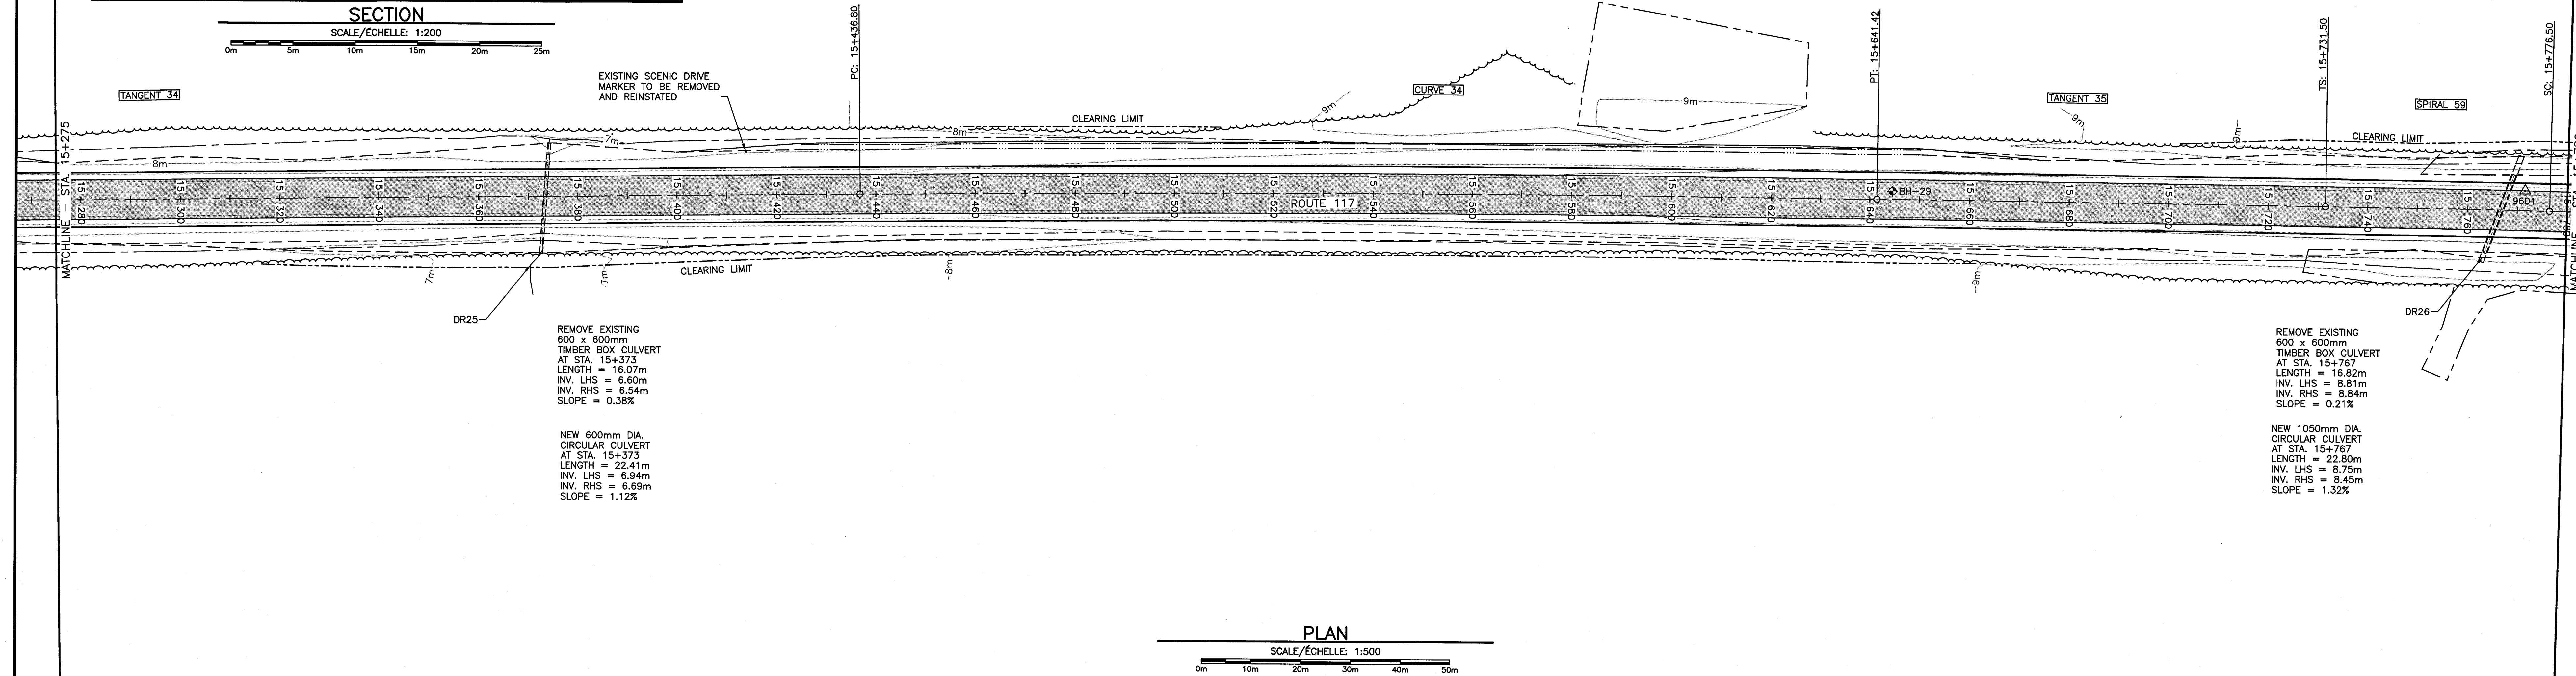 SECTION
SCALE/ÉCHELLE: 1:200
0m 5m 10m 15m 20m 25m
PC: 15+436.80
PT: 15+641.42
TS: 15+731.50
SC: 15+776.50
EXISTING SCENIC DRIVE
MARKER TO BE REMOVED
AND REINSTATED
TANGENT 34
CURVE 34
TANGENT 35
SPIRAL 59
MATCHLINE - STA. 15+275
CLEARING LIMIT
CLEARING LIMIT
8m
7m
8m
9m
9m
9m
9m
15 280
15 300
15 320
15 340
15 360
15 380
15 400
15 420
15 440
15 460
15 480
15 500
15 520
15 540
15 560
15 580
15 600
15 620
15 640
15 660
15 680
15 700
15 720
15 740
15 760
ROUTE 117
BH-29
9601
CLEARING LIMIT
7m
7m
8m
9m
DR25
DR26
REMOVE EXISTING
600 x 600mm
TIMBER BOX CULVERT
AT STA. 15+373
LENGTH = 16.07m
INV. LHS = 6.60m
INV. RHS = 6.54m
SLOPE = 0.38%
NEW 600mm DIA.
CIRCULAR CULVERT
AT STA. 15+373
LENGTH = 22.41m
INV. LHS = 6.94m
INV. RHS = 6.69m
SLOPE = 1.12%
REMOVE EXISTING
600 x 600mm
TIMBER BOX CULVERT
AT STA. 15+767
LENGTH = 16.82m
INV. LHS = 8.81m
INV. RHS = 8.84m
SLOPE = 0.21%
NEW 1050mm DIA.
CIRCULAR CULVERT
AT STA. 15+767
LENGTH = 22.80m
INV. LHS = 8.75m
INV. RHS = 8.45m
SLOPE = 1.32%
PLAN
SCALE/ÉCHELLE: 1:500
0m 10m 20m 30m 40m 50m